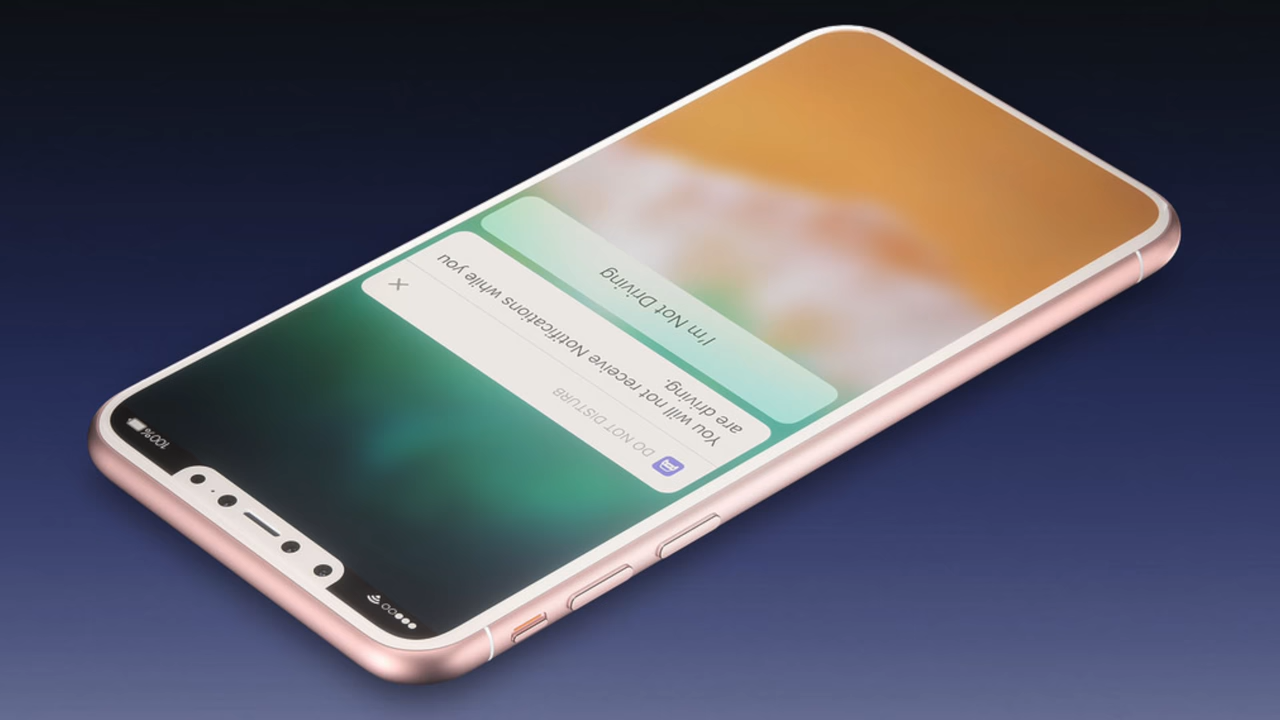 100%
DO NOT DISTURB
You will not receive Notifications while you
are driving.
I'm Not Driving